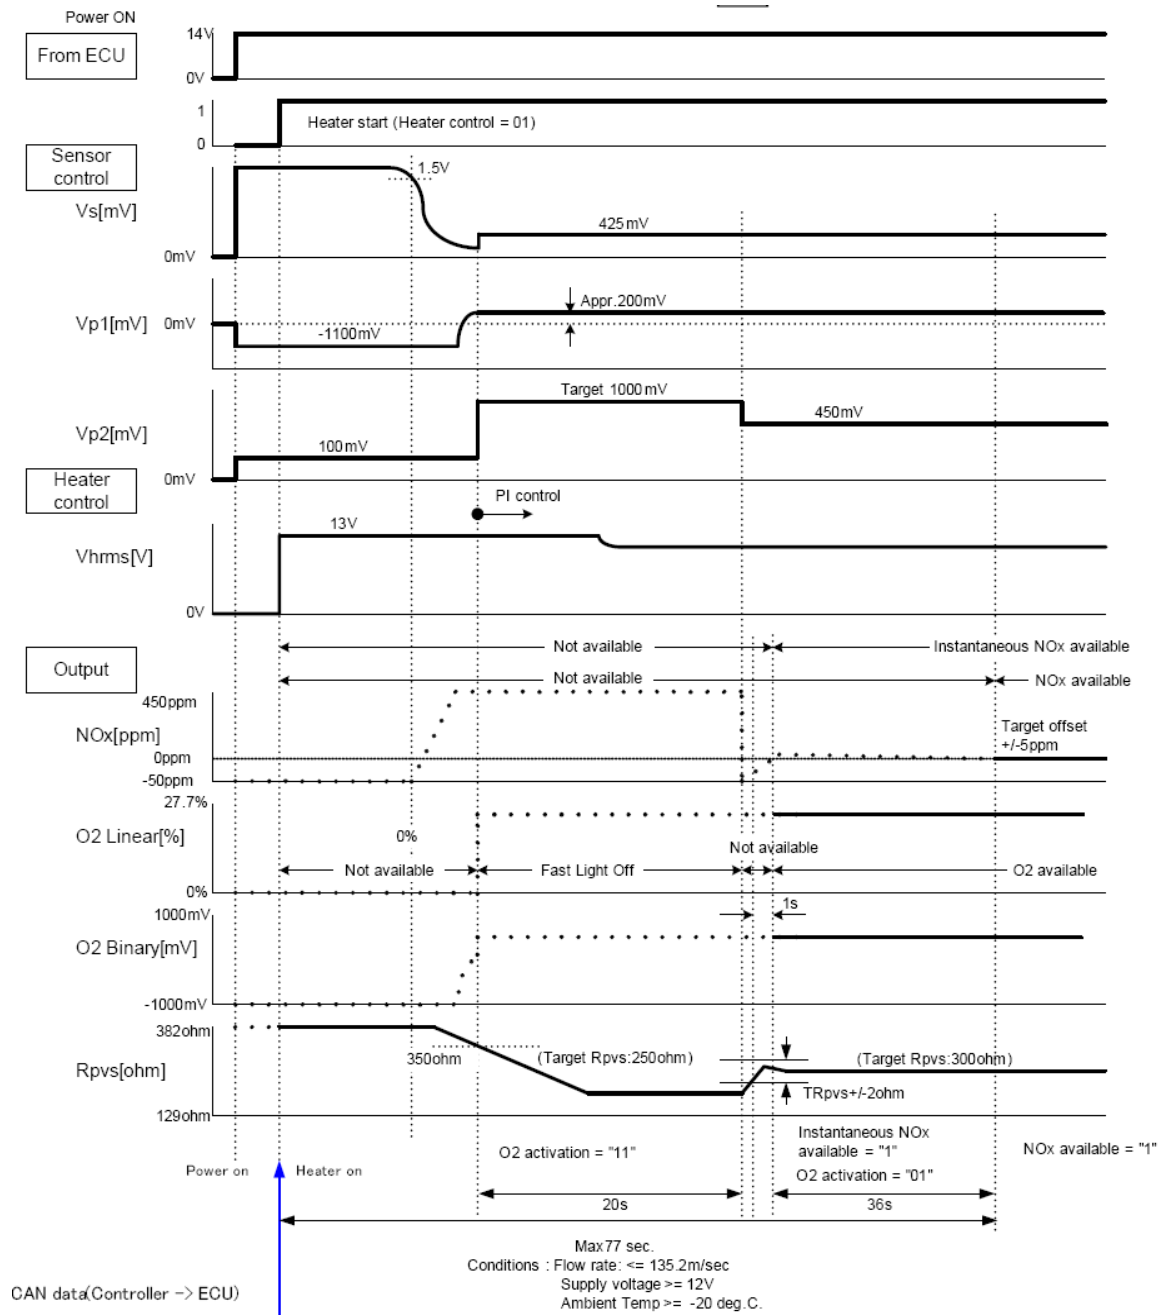 Power ON
From ECU
14V
0V
1
0
Heater start (Heater control = 01)
Sensor
control
1.5V
Vs[mV]
425mV
0mV
Vp1[mV]
0mV
Appr.200mV
-1100mV
Target 1000mV
450mV
Vp2[mV]
100mV
0mV
Heater
control
PI control
13V
Vhrms[V]
0V
Not available
Instantaneous NOx available
Output
Not available
NOx available
450ppm
NOx[ppm]
Target offset
+/-5ppm
0ppm
-50ppm
27.7%
O2 Linear[%]
0%
Not available
Not available
Fast Light Off
O2 available
0%
1s
1000mV
O2 Binary[mV]
-1000mV
382ohm
350ohm
(Target Rpvs:250ohm)
(Target Rpvs:300ohm)
Rpvs[ohm]
TRpvs+/-2ohm
129ohm
Instantaneous NOx
available = "1"
O2 activation = "11"
NOx available = "1"
O2 activation = "01"
Power on
Heater on
20s
36s
Max77 sec.
Conditions : Flow rate: <= 135.2m/sec
Supply voltage >= 12V
Ambient Temp >= -20 deg.C.
CAN data(Controller -> ECU)